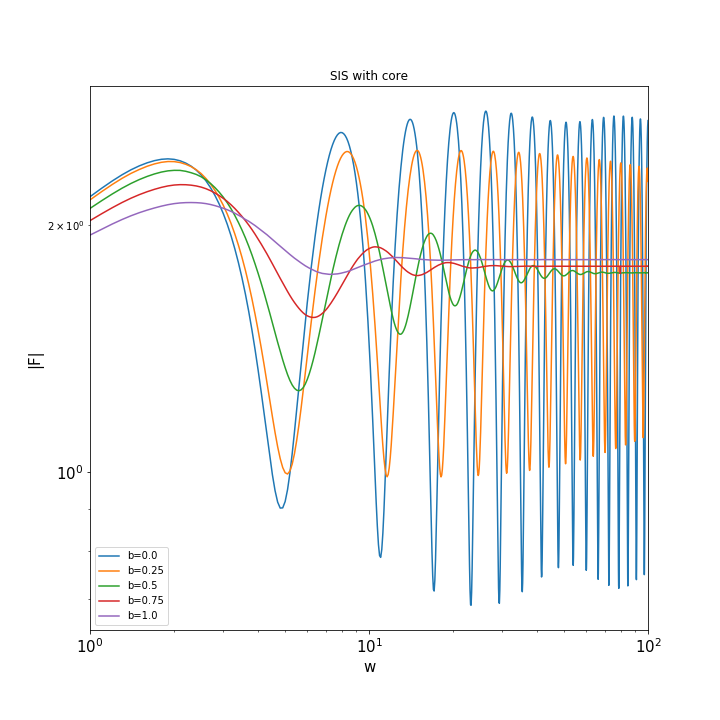 SIS with core
|F|
2 × 10⁰
10⁰
b=0.0
b=0.25
b=0.5
b=0.75
b=1.0
10⁰ 10¹ 10²
w